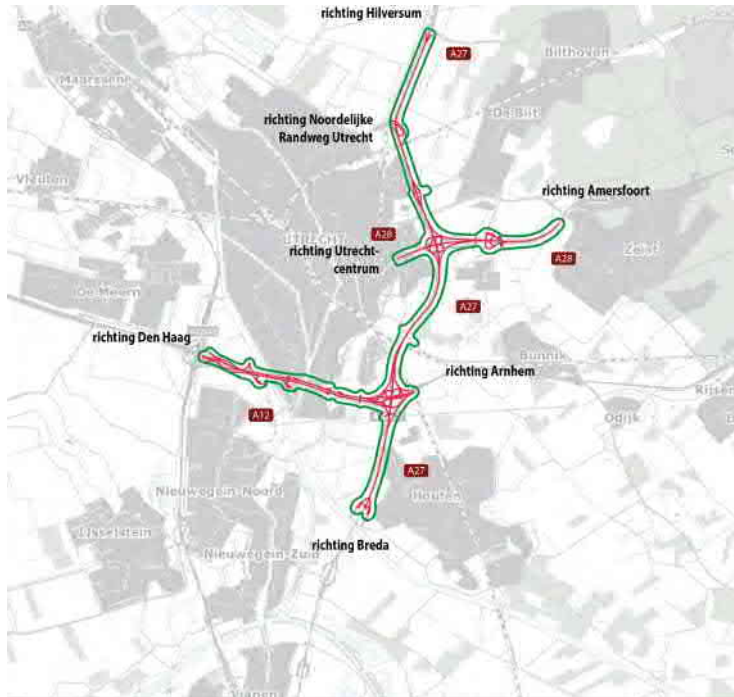 richting Hilversum
A27
Bilthoven
Maarssene
De Bilt
richting Noordelijke
Randweg Utrecht
Vleuten
richting Amersfoort
A28
UTRECHT
richting Utrecht-
centrum
Zeist
A28
De Meern
A27
richting Den Haag
Bunnik
richting Arnhem
Odijk
A12
A27
Nieuwegein-Noord
Houten
IJsselstein
richting Breda
Nieuwegein-Zuid
Vianen